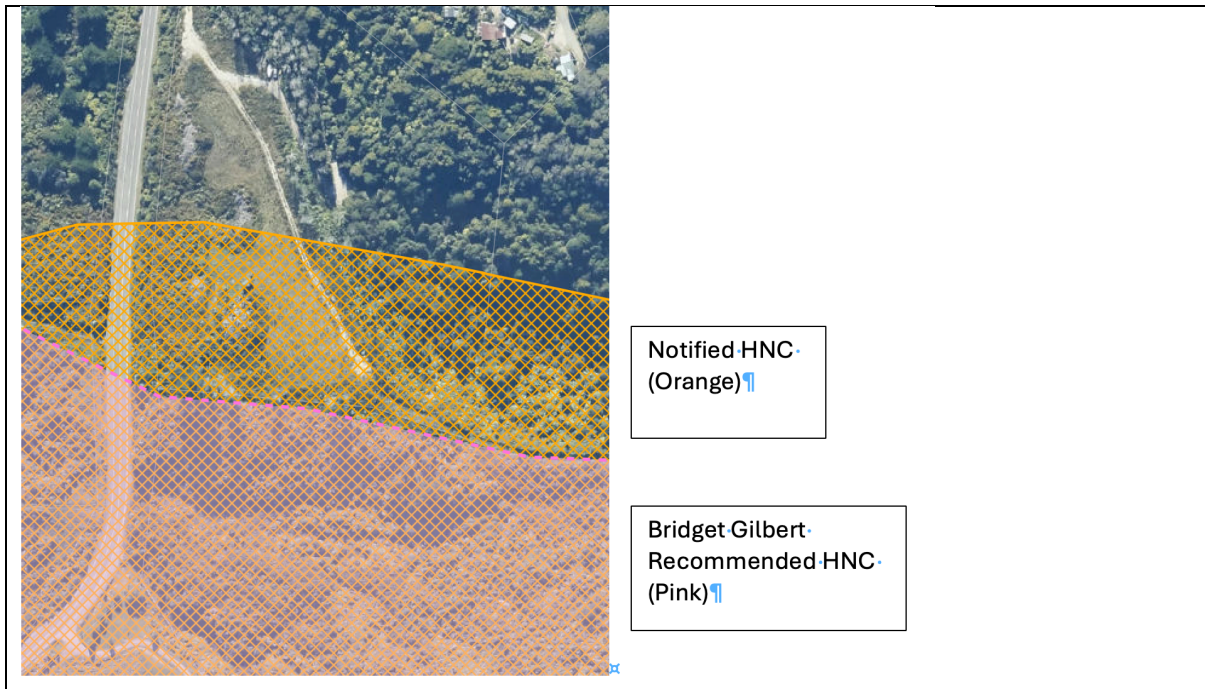 Notified HNC
(Orange)
Bridget Gilbert
Recommended HNC
(Pink)